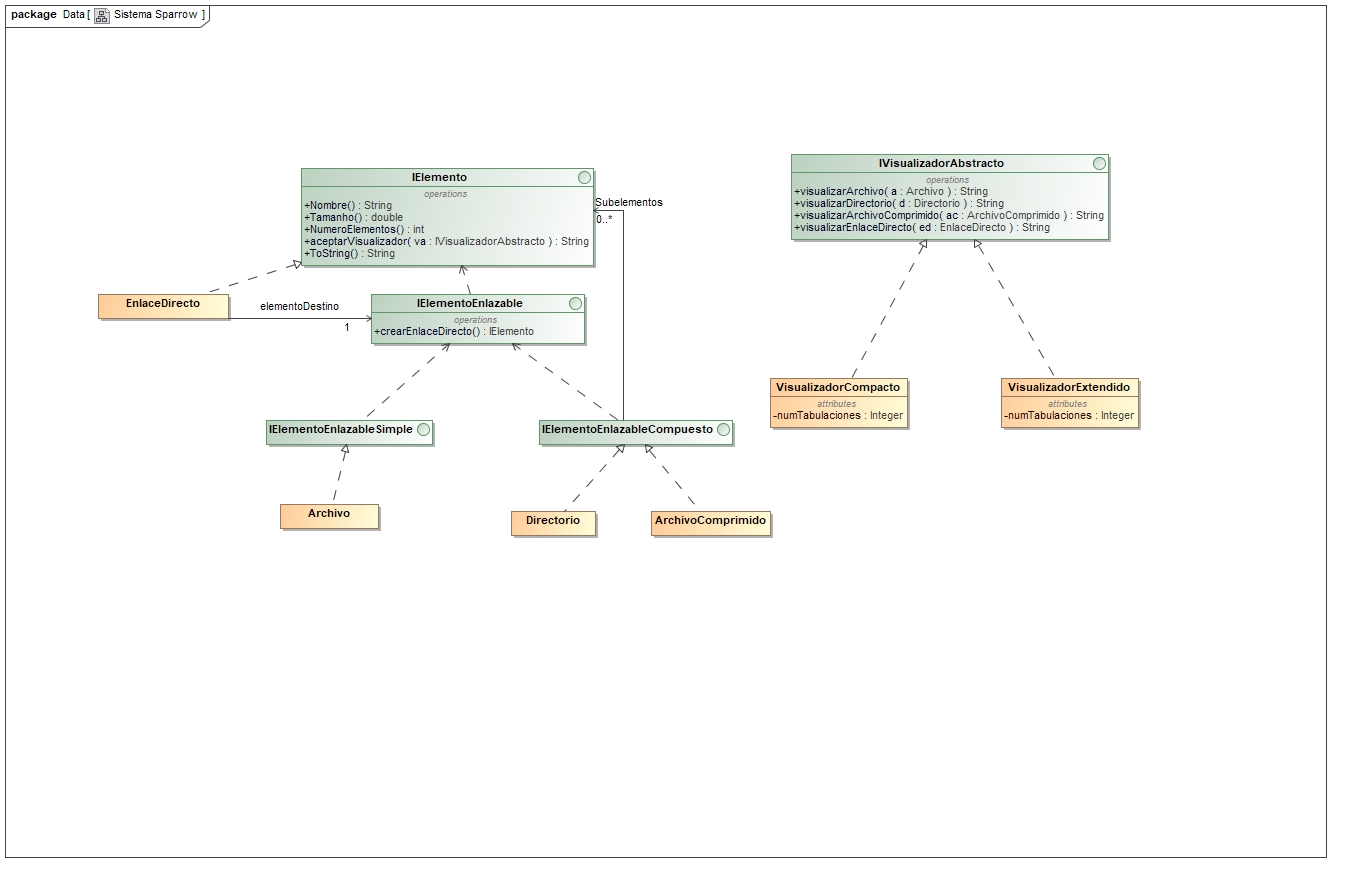 package Data [ Sistema Sparrow ]
IElemento
operations
+Nombre() : String
+Tamanho() : double
+NumeroElementos() : int
+aceptarVisualizador( va : IVisualizadorAbstracto ) : String
+ToString() : String
Subelementos
0..*
IVisualizadorAbstracto
operations
+visualizarArchivo( a : Archivo ) : String
+visualizarDirectorio( d : Directorio ) : String
+visualizarArchivoComprimido( ac : ArchivoComprimido ) : String
+visualizarEnlaceDirecto( ed : EnlaceDirecto ) : String
EnlaceDirecto
elementoDestino
1
IElementoEnlazable
operations
+crearEnlaceDirecto() : IElemento
VisualizadorCompacto
attributes
-numTabulaciones : Integer
VisualizadorExtendido
attributes
-numTabulaciones : Integer
IElementoEnlazableSimple
IElementoEnlazableCompuesto
Archivo
Directorio
ArchivoComprimido